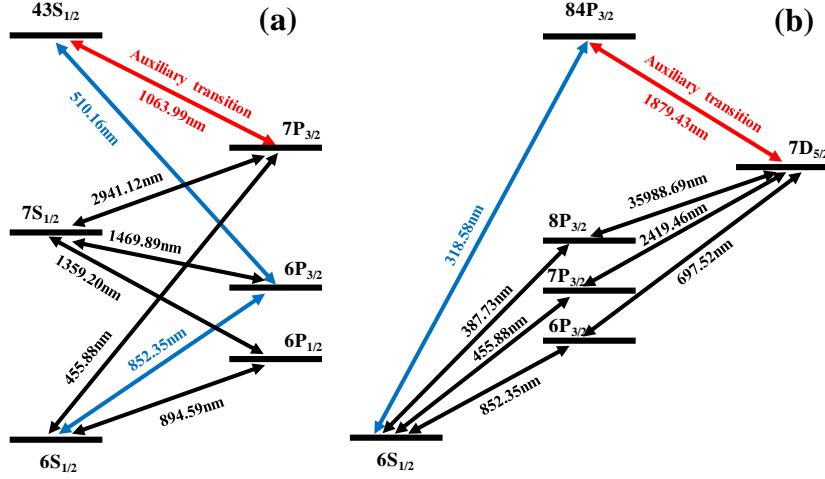 (a)
43S1/2
Auxiliary transition
1063.99nm
510.16nm
7P3/2
2941.12nm
7S1/2
1469.89nm
1359.20nm
6P3/2
455.88nm
852.35nm
6P1/2
894.59nm
6S1/2
(b)
84P3/2
Auxiliary transition
1879.43nm
7D5/2
318.58nm
35988.69nm
8P3/2
2419.46nm
387.73nm
7P3/2
697.52nm
455.88nm
6P3/2
852.35nm
6S1/2